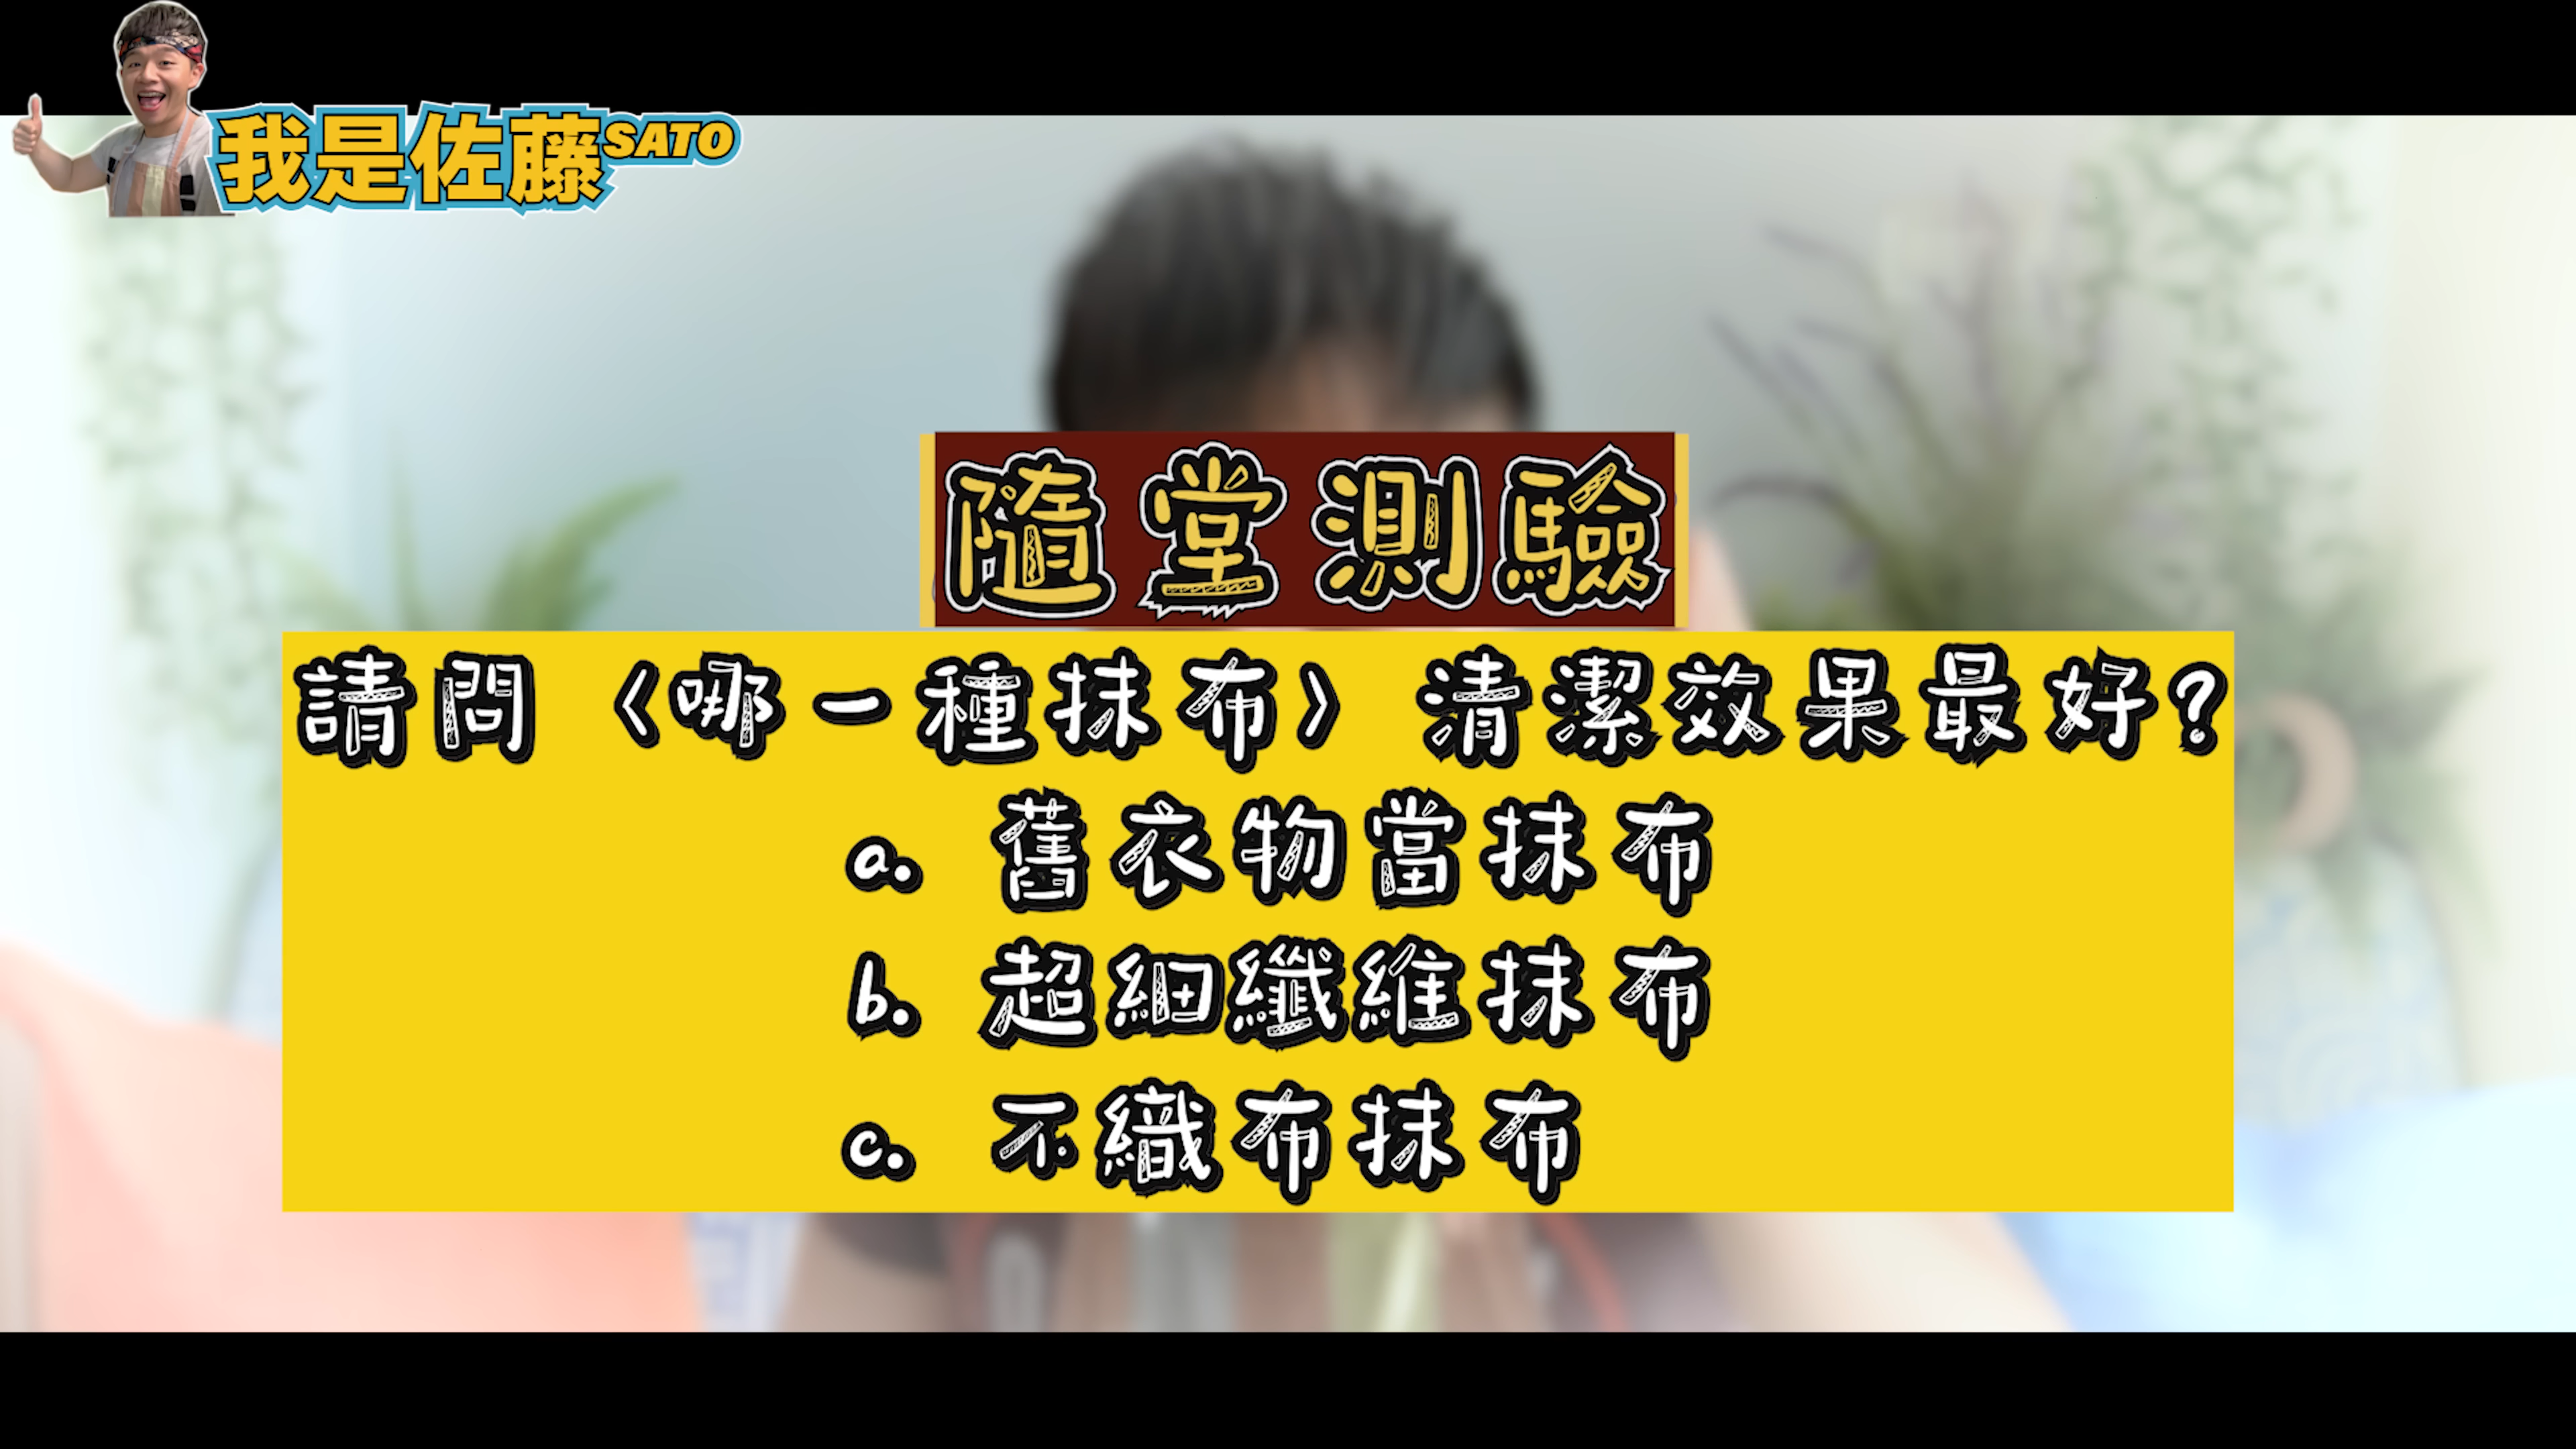 我是佐藤SATO
隨堂測驗
請問〈哪一種抹布〉清潔效果最好?
a. 舊衣物當抹布
b. 超細纖維抹布
c. 不織布抹布